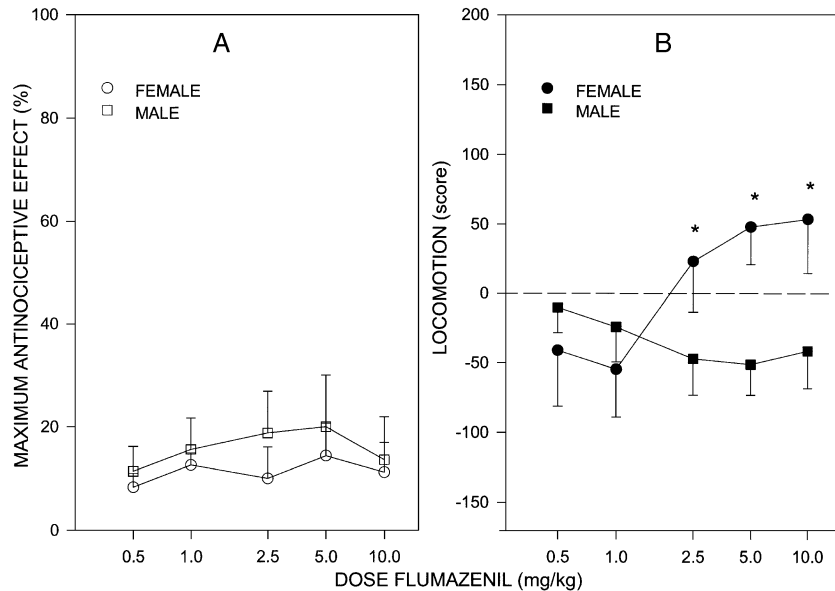 A
FEMALE
MALE
MAXIMUM ANTINOCICEPTIVE EFFECT (%)
100
80
60
40
20
0
0.5 1.0 2.5 5.0 10.0
B
FEMALE
MALE
LOCOMOTION (score)
200
150
100
50
0
-50
-100
-150
* * *
0.5 1.0 2.5 5.0 10.0
DOSE FLUMAZENIL (mg/kg)